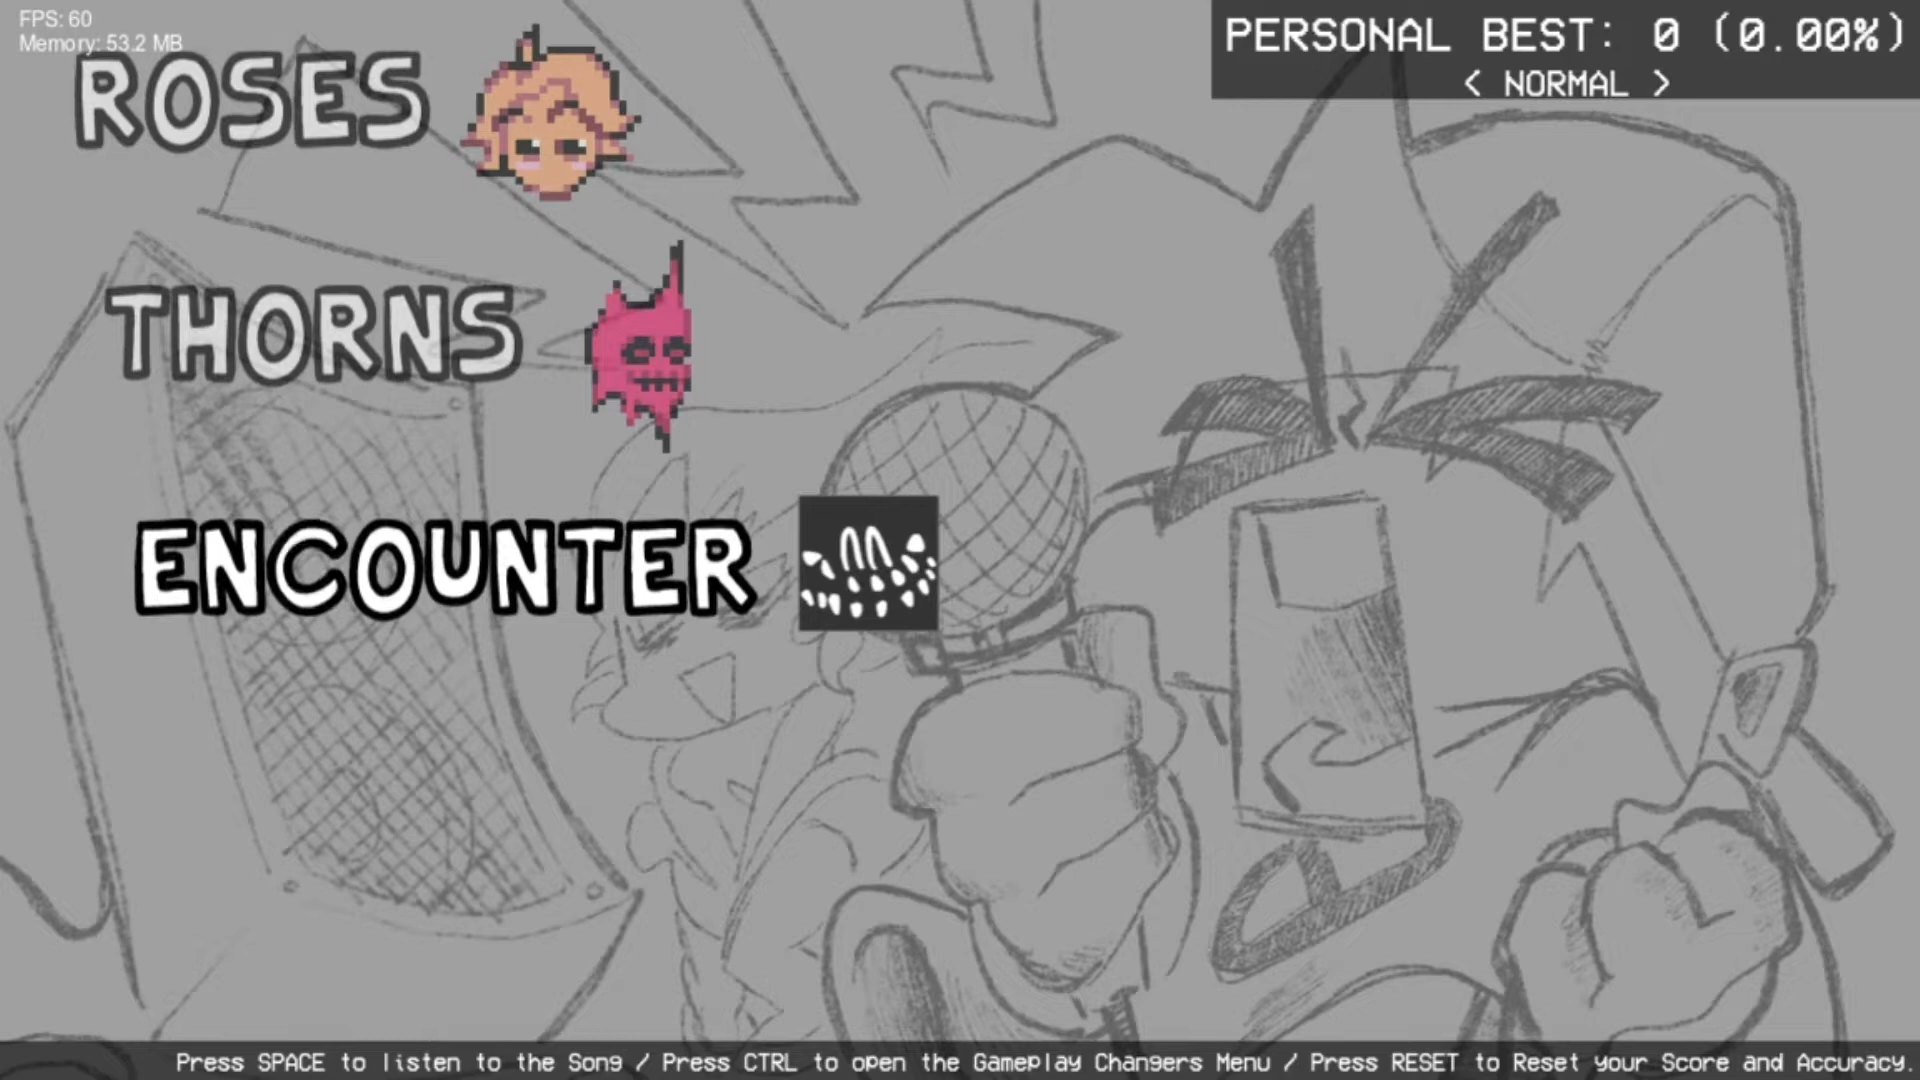 FPS: 60
Memory: 53.2 MB
PERSONAL BEST: 0 (0.00%)
< NORMAL >
ROSES
THORNS
ENCOUNTER
Press SPACE to listen to the Song / Press CTRL to open the Gameplay Changers Menu / Press RESET to Reset your Score and Accuracy.